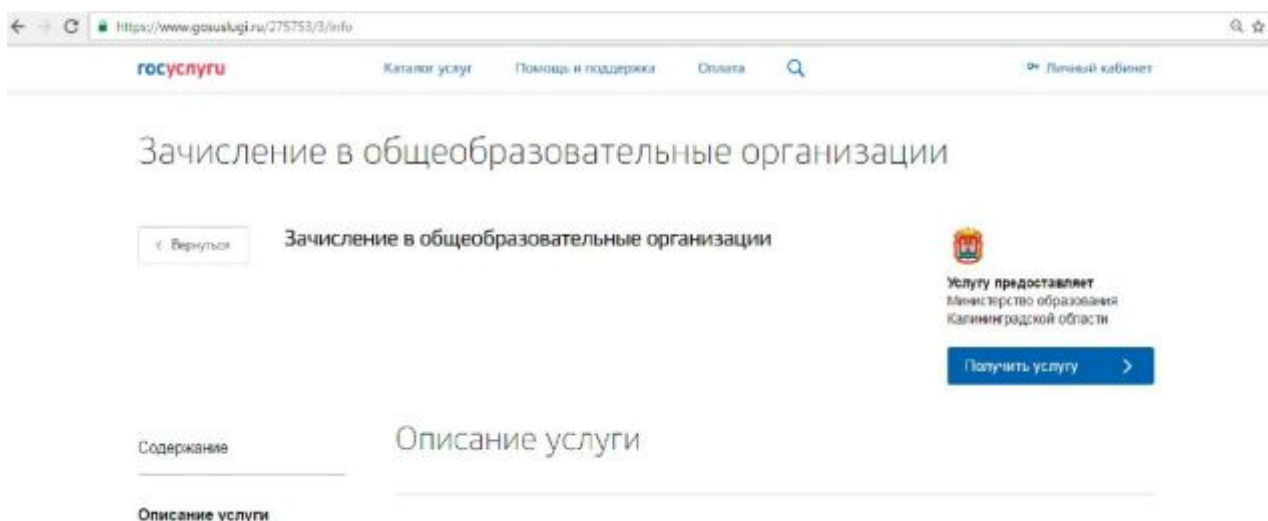 https://www.gosuslugi.ru/275753/3/info
госуслуги Каталог услуг Помощь и поддержка Оплата Личный кабинет
Зачисление в общеобразовательные организации
Вернуться
Зачисление в общеобразовательные организации
Услугу предоставляет
Министерство образования
Калининградской области
Получить услугу
Содержание
Описание услуги
Описание услуги